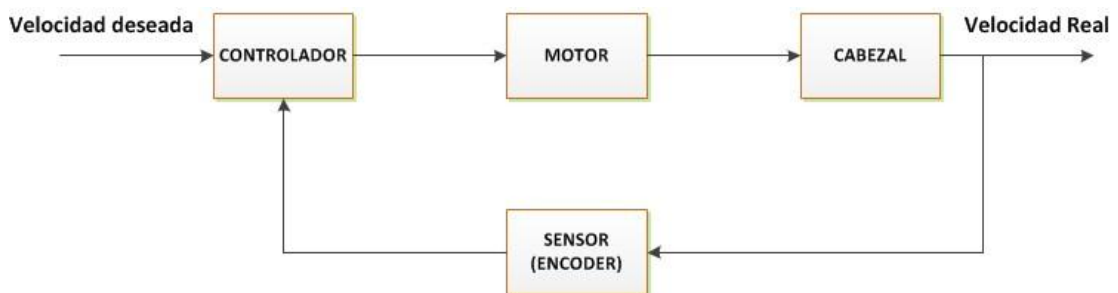 Velocidad deseada
Velocidad Real
CONTROLADOR
MOTOR
CABEZAL
SENSOR
(ENCODER)